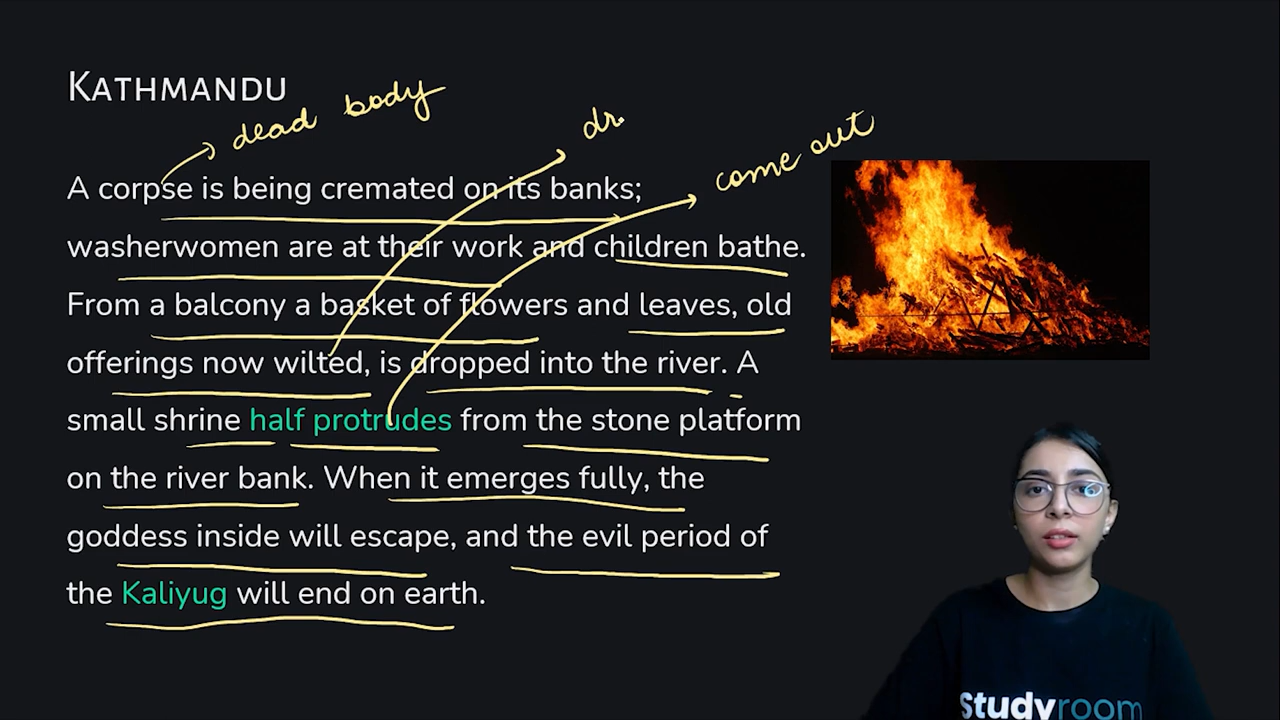 KATHMANDU
dead body
dr
come out
A corpse is being cremated on its banks;
washerwomen are at their work and children bathe.
From a balcony a basket of flowers and leaves, old
offerings now wilted, is dropped into the river. A
small shrine half protrudes from the stone platform
on the river bank. When it emerges fully, the
goddess inside will escape, and the evil period of
the Kaliyug will end on earth.
Studyroom